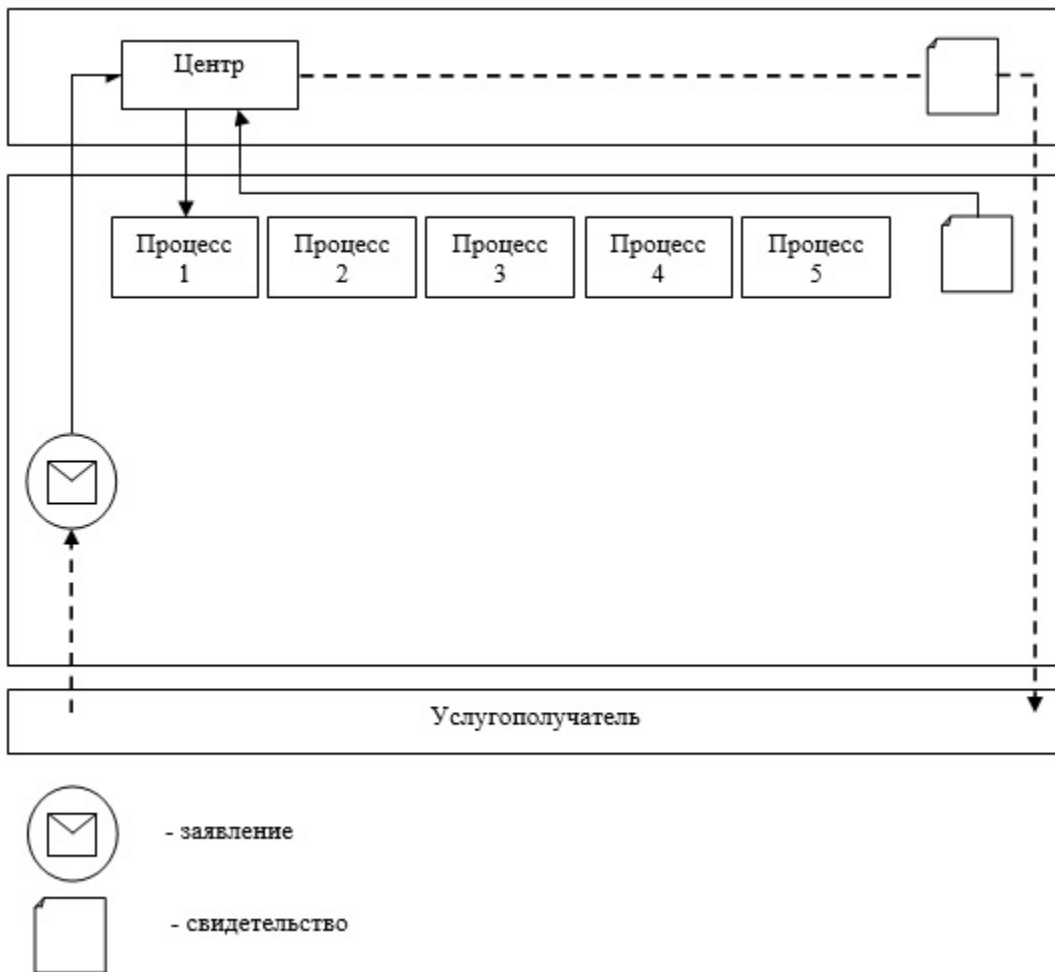 Центр
Процесс
1
Процесс
2
Процесс
3
Процесс
4
Процесс
5
Услугополучатель
- заявление
- свидетельство